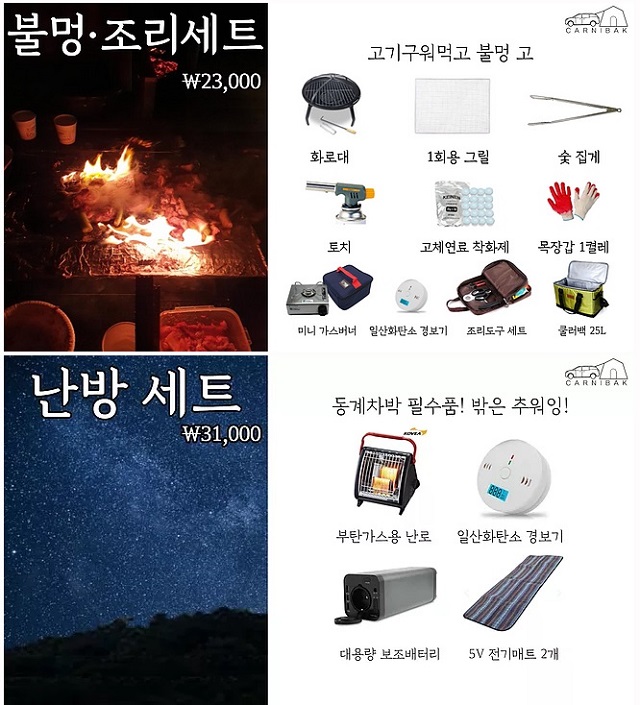 불멍·조리세트
₩23,000
CARNIBAK
고기구워먹고 불멍 고
화로대
1회용 그릴
숯 집게
토치
고체연료 착화제
목장갑 1켤레
미니 가스버너
일산화탄소 경보기
조리도구 세트
쿨러백 25L
난방 세트
₩31,000
CARNIBAK
동계차박 필수품! 밖은 추워잉!
KOVEA
부탄가스용 난로
일산화탄소 경보기
대용량 보조배터리
5V 전기매트 2개